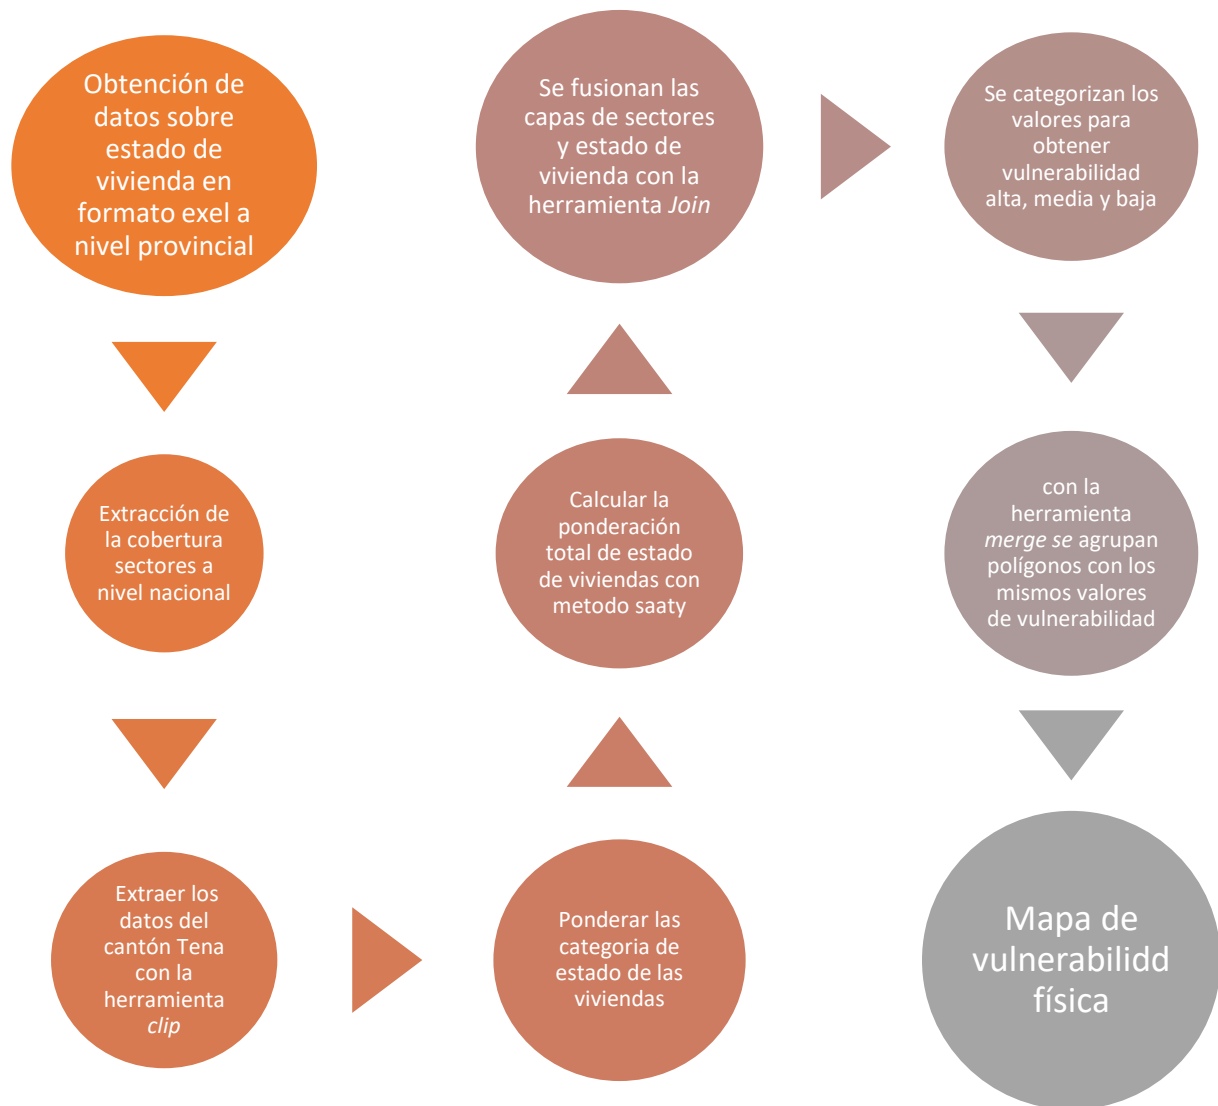 Obtención de
datos sobre
estado de
vivienda en
formato exel a
nivel provincial
Extracción de
la cobertura
sectores a
nivel nacional
Extraer los
datos del
cantón Tena
con la
herramienta
clip
Ponderar las
categoria de
estado de las
viviendas
Calcular la
ponderación
total de estado
de viviendas con
metodo saaty
Se fusionan las
capas de sectores
y estado de
vivienda con la
herramienta Join
Se categorizan los
valores para
obtener
vulnerabilidad
alta, media y baja
con la
herramienta
merge se agrupan
polígonos con los
mismos valores
de vulnerabilidad
Mapa de
vulnerabilidd
física